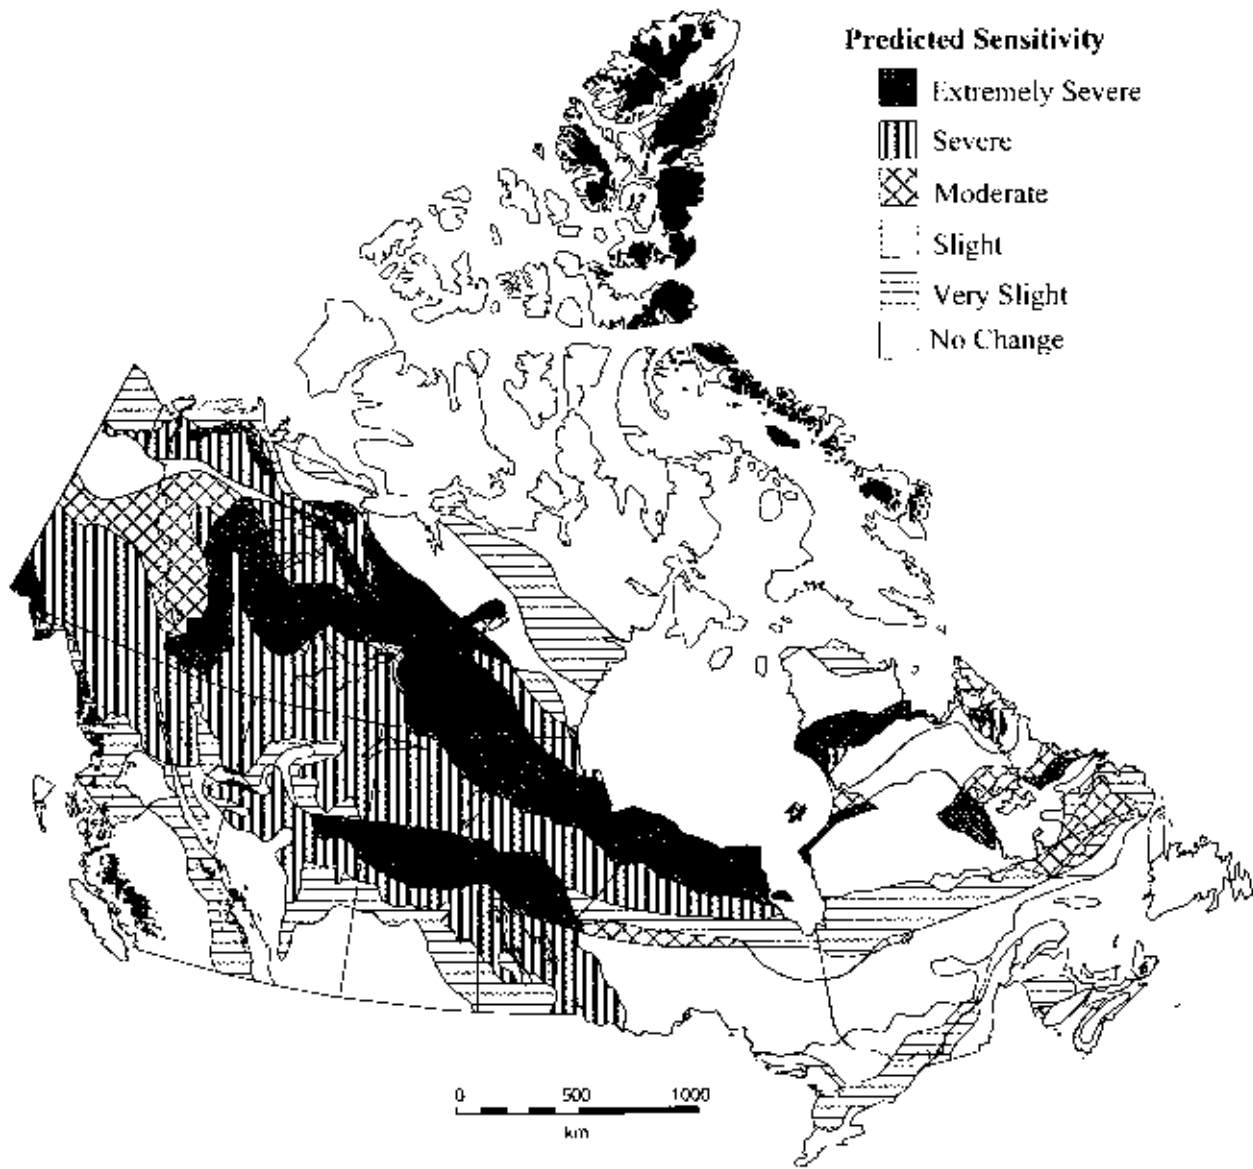 Predicted Sensitivity
Extremely Severe
Severe
Moderate
Slight
Very Slight
No Change
0 500 1000
km